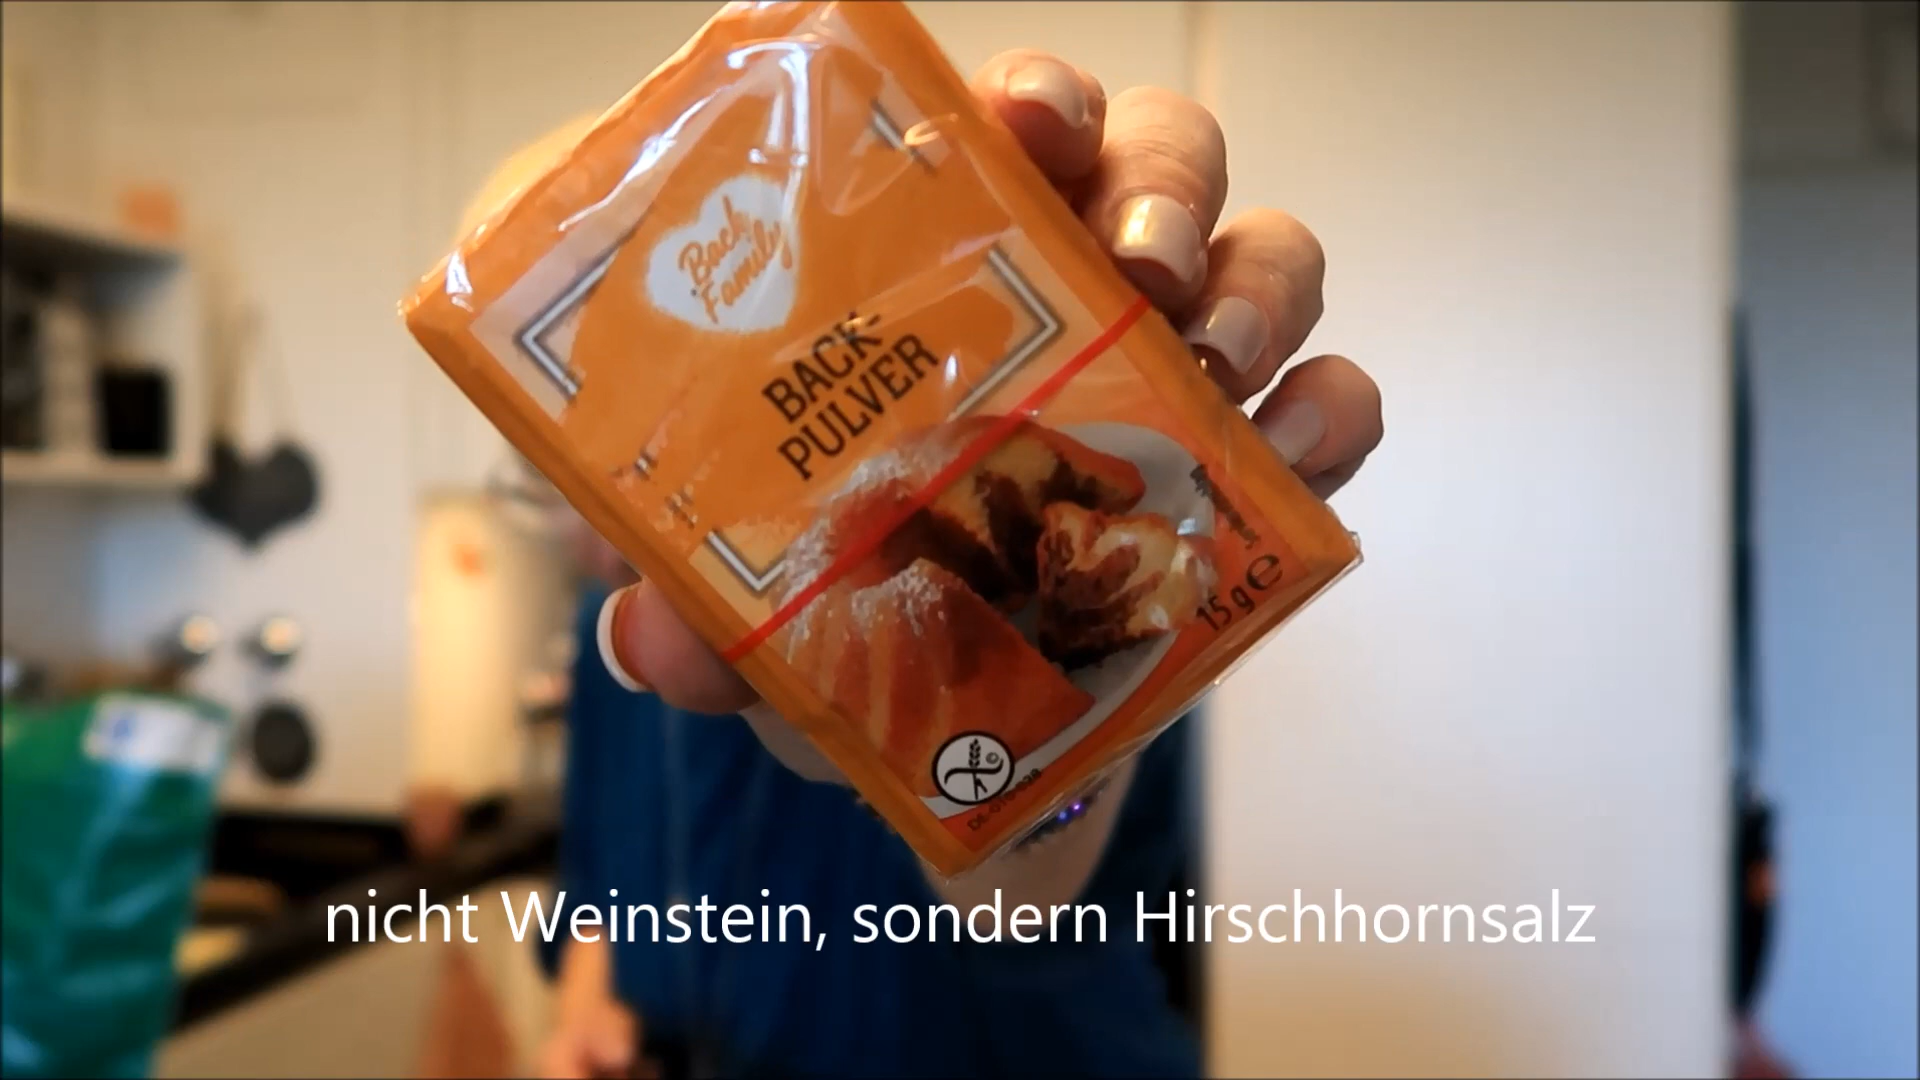 Back
Family
BACK-
PULVER
15 g e
©
nicht Weinstein, sondern Hirschhornsalz